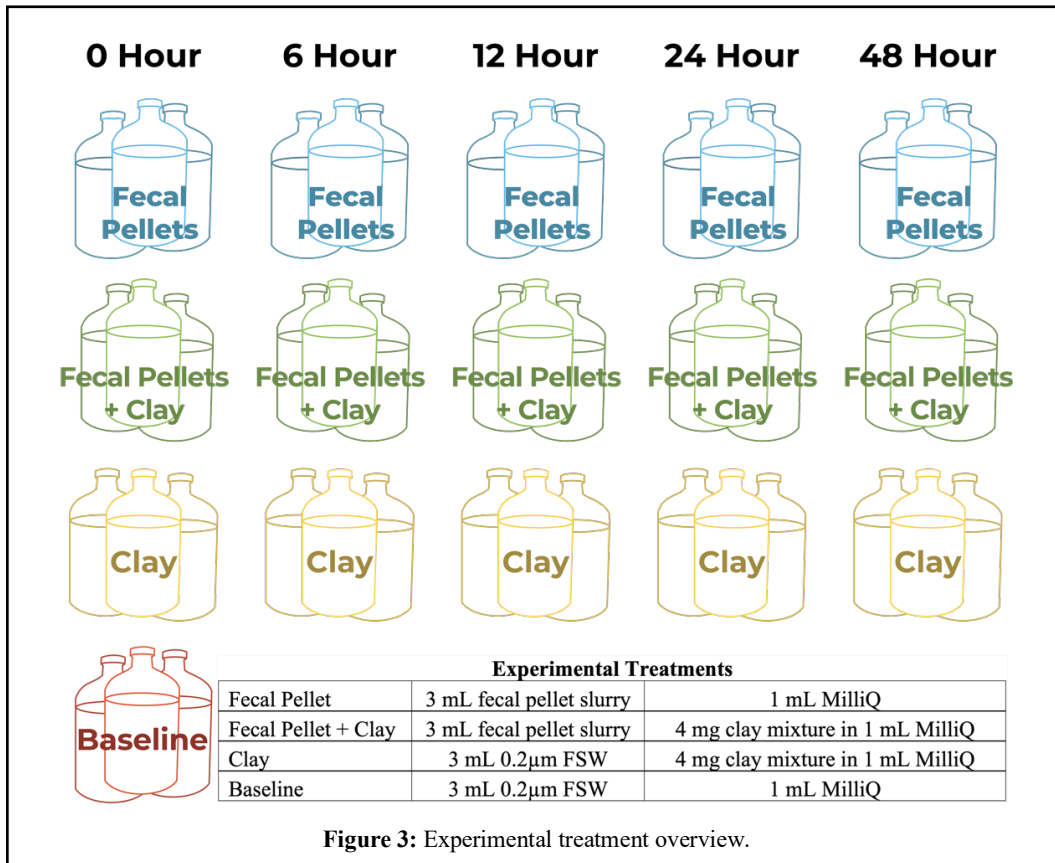 0 Hour 6 Hour 12 Hour 24 Hour 48 Hour
Fecal Pellets Fecal Pellets Fecal Pellets Fecal Pellets Fecal Pellets
Fecal Pellets + Clay Fecal Pellets + Clay Fecal Pellets + Clay Fecal Pellets + Clay Fecal Pellets + Clay
Clay Clay Clay Clay Clay
Baseline
Experimental Treatments
Fecal Pellet 3 mL fecal pellet slurry 1 mL MilliQ
Fecal Pellet + Clay 3 mL fecal pellet slurry 4 mg clay mixture in 1 mL MilliQ
Clay 3 mL 0.2µm FSW 4 mg clay mixture in 1 mL MilliQ
Baseline 3 mL 0.2µm FSW 1 mL MilliQ
Figure 3: Experimental treatment overview.